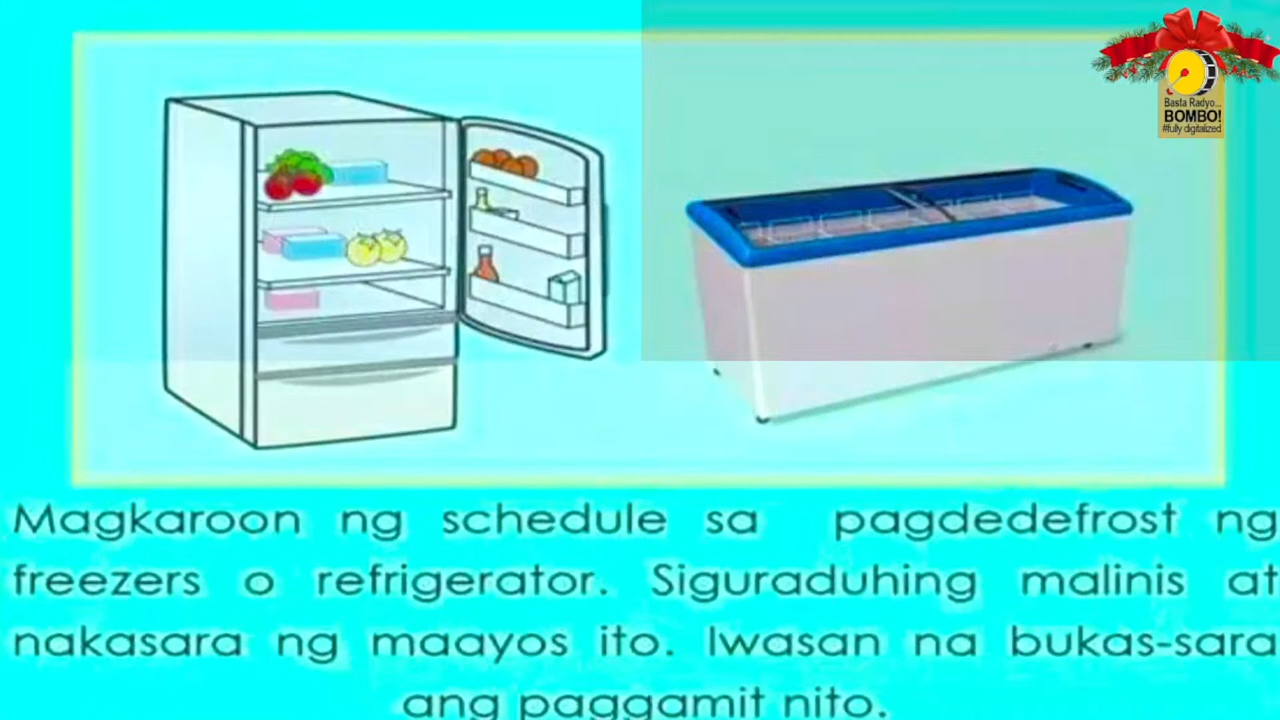 Basta Radyo...
BOMBO!
#fully digitalized
Magkaroon ng schedule sa pagdedefrost ng
freezers o refrigerator. Siguraduhing malinis at
nakasara ng maayos ito. Iwasan na bukas-sara
ang paggamit nito.